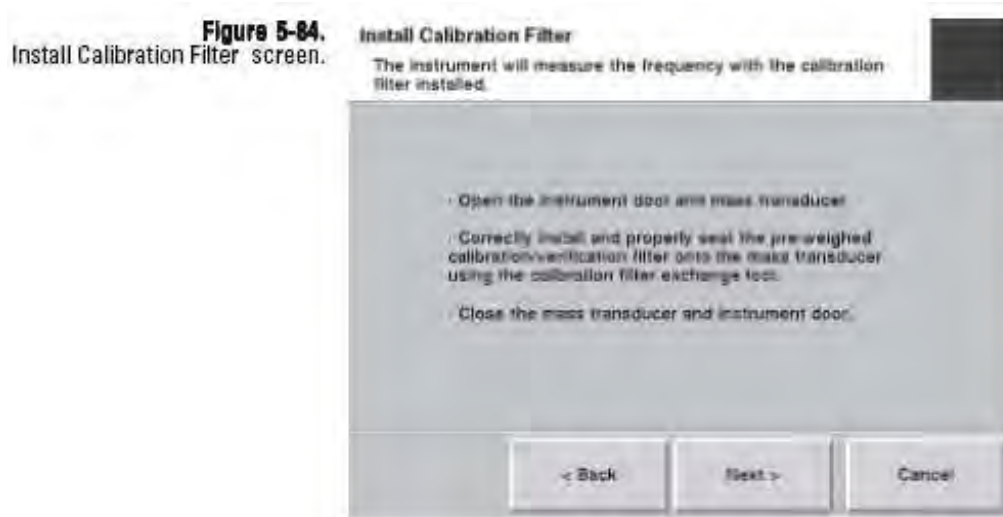 Figure 5-84.
Install Calibration Filter screen.
Install Calibration Filter
The instrument will measure the frequency with the calibration
filter installed.
- Open the instrument door and mass transducer
- Correctly install and properly seat the pre-weighed
calibration/verification filter onto the mass transducer
using the calibration filter exchange tool.
- Close the mass transducer and instrument door.
< Back
Next >
Cancel